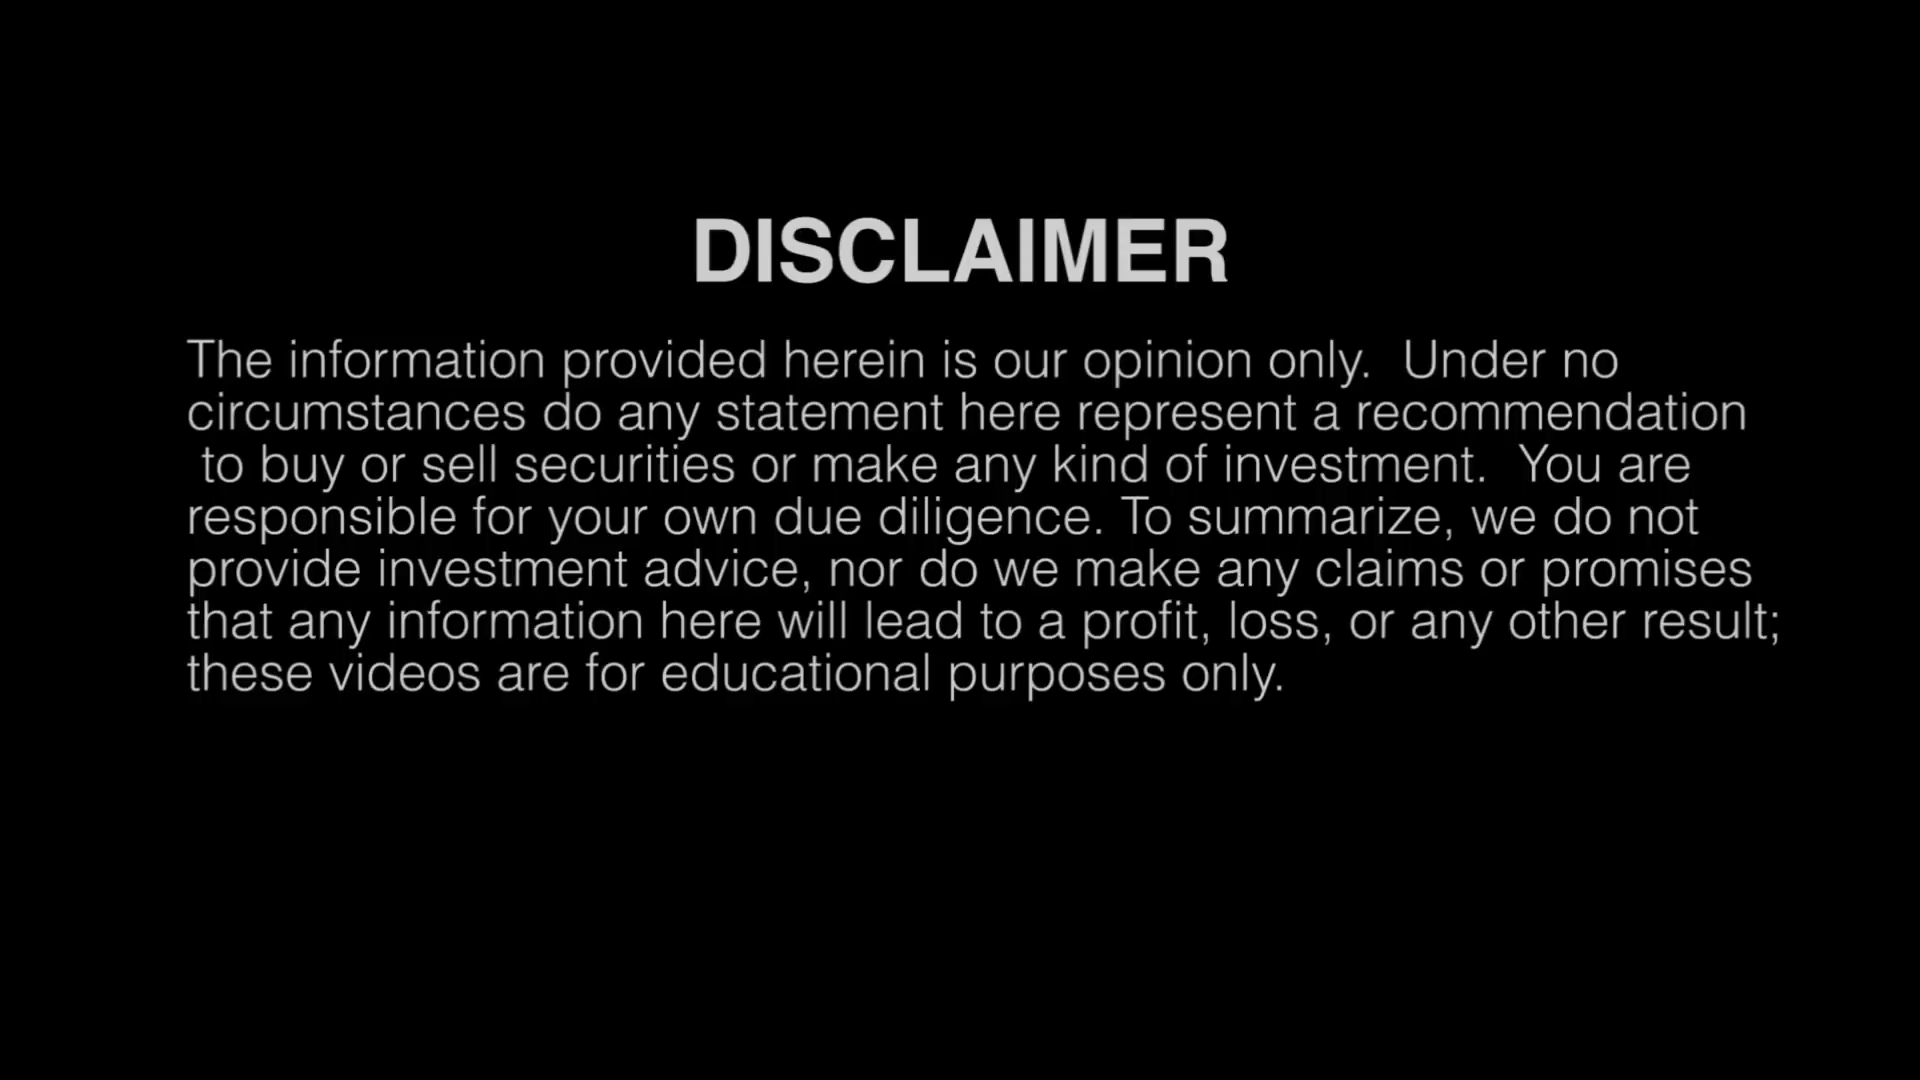 DISCLAIMER
The information provided herein is our opinion only.  Under no
circumstances do any statement here represent a recommendation
to buy or sell securities or make any kind of investment.  You are
responsible for your own due diligence. To summarize, we do not
provide investment advice, nor do we make any claims or promises
that any information here will lead to a profit, loss, or any other result;
these videos are for educational purposes only.